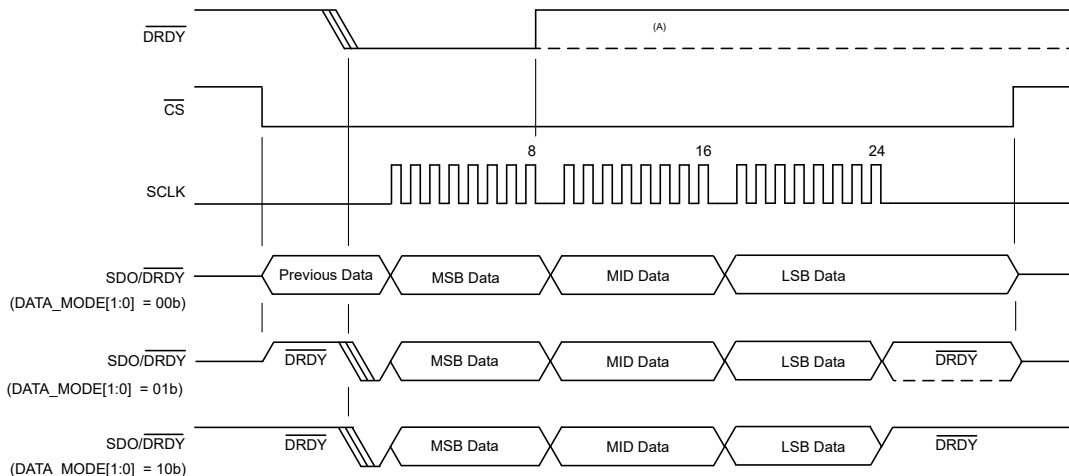 DRDY
(A)
CS
8 16 24
SCLK
SDO/DRDY Previous Data MSB Data MID Data LSB Data
(DATA_MODE[1:0] = 00b)
SDO/DRDY DRDY MSB Data MID Data LSB Data DRDY
(DATA_MODE[1:0] = 01b)
SDO/DRDY DRDY MSB Data MID Data LSB Data DRDY
(DATA_MODE[1:0] = 10b)